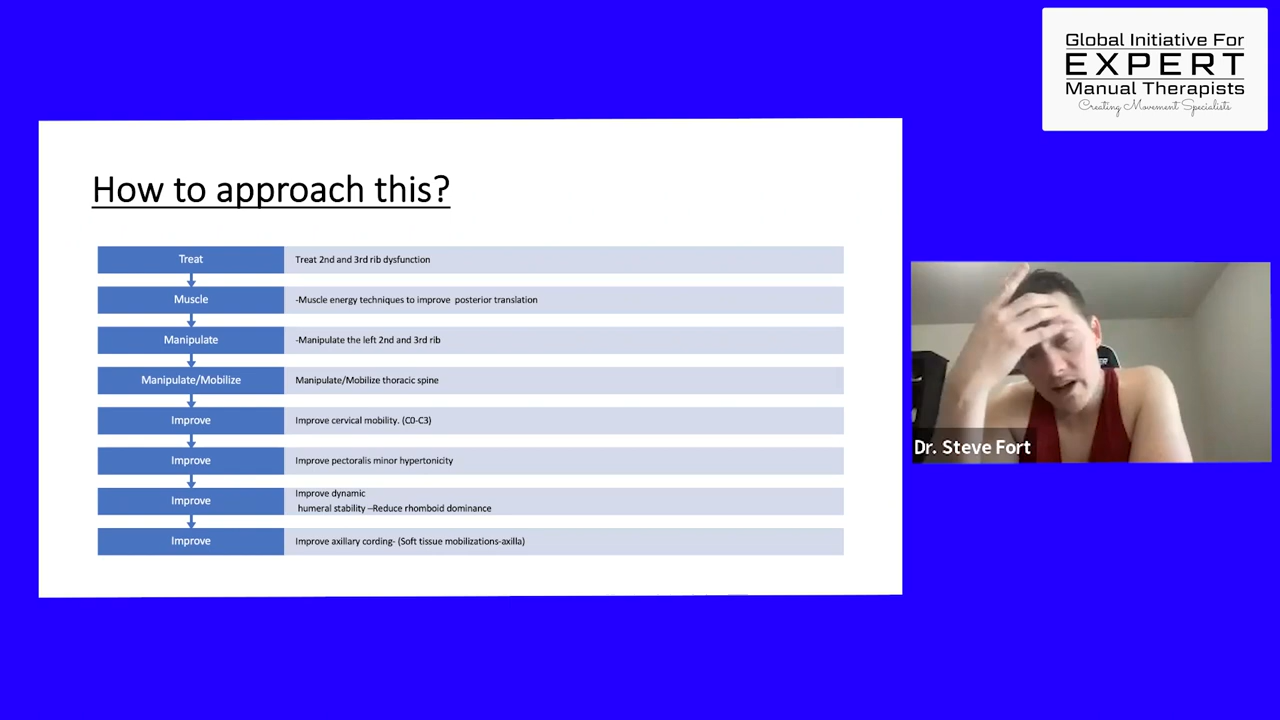 Global Initiative For
EXPERT
Manual Therapists
Creating Movement Specialists
How to approach this?
Treat
Treat 2nd and 3rd rib dysfunction
Muscle
-Muscle energy techniques to improve posterior translation
Manipulate
-Manipulate the left 2nd and 3rd rib
Manipulate/Mobilize
Manipulate/Mobilize thoracic spine
Improve
Improve cervical mobility. (C0-C3)
Improve
Improve pectoralis minor hypertonicity
Improve
Improve dynamic
humeral stability –Reduce rhomboid dominance
Improve
Improve axillary cording- (Soft tissue mobilizations-axilla)
Dr. Steve Fort